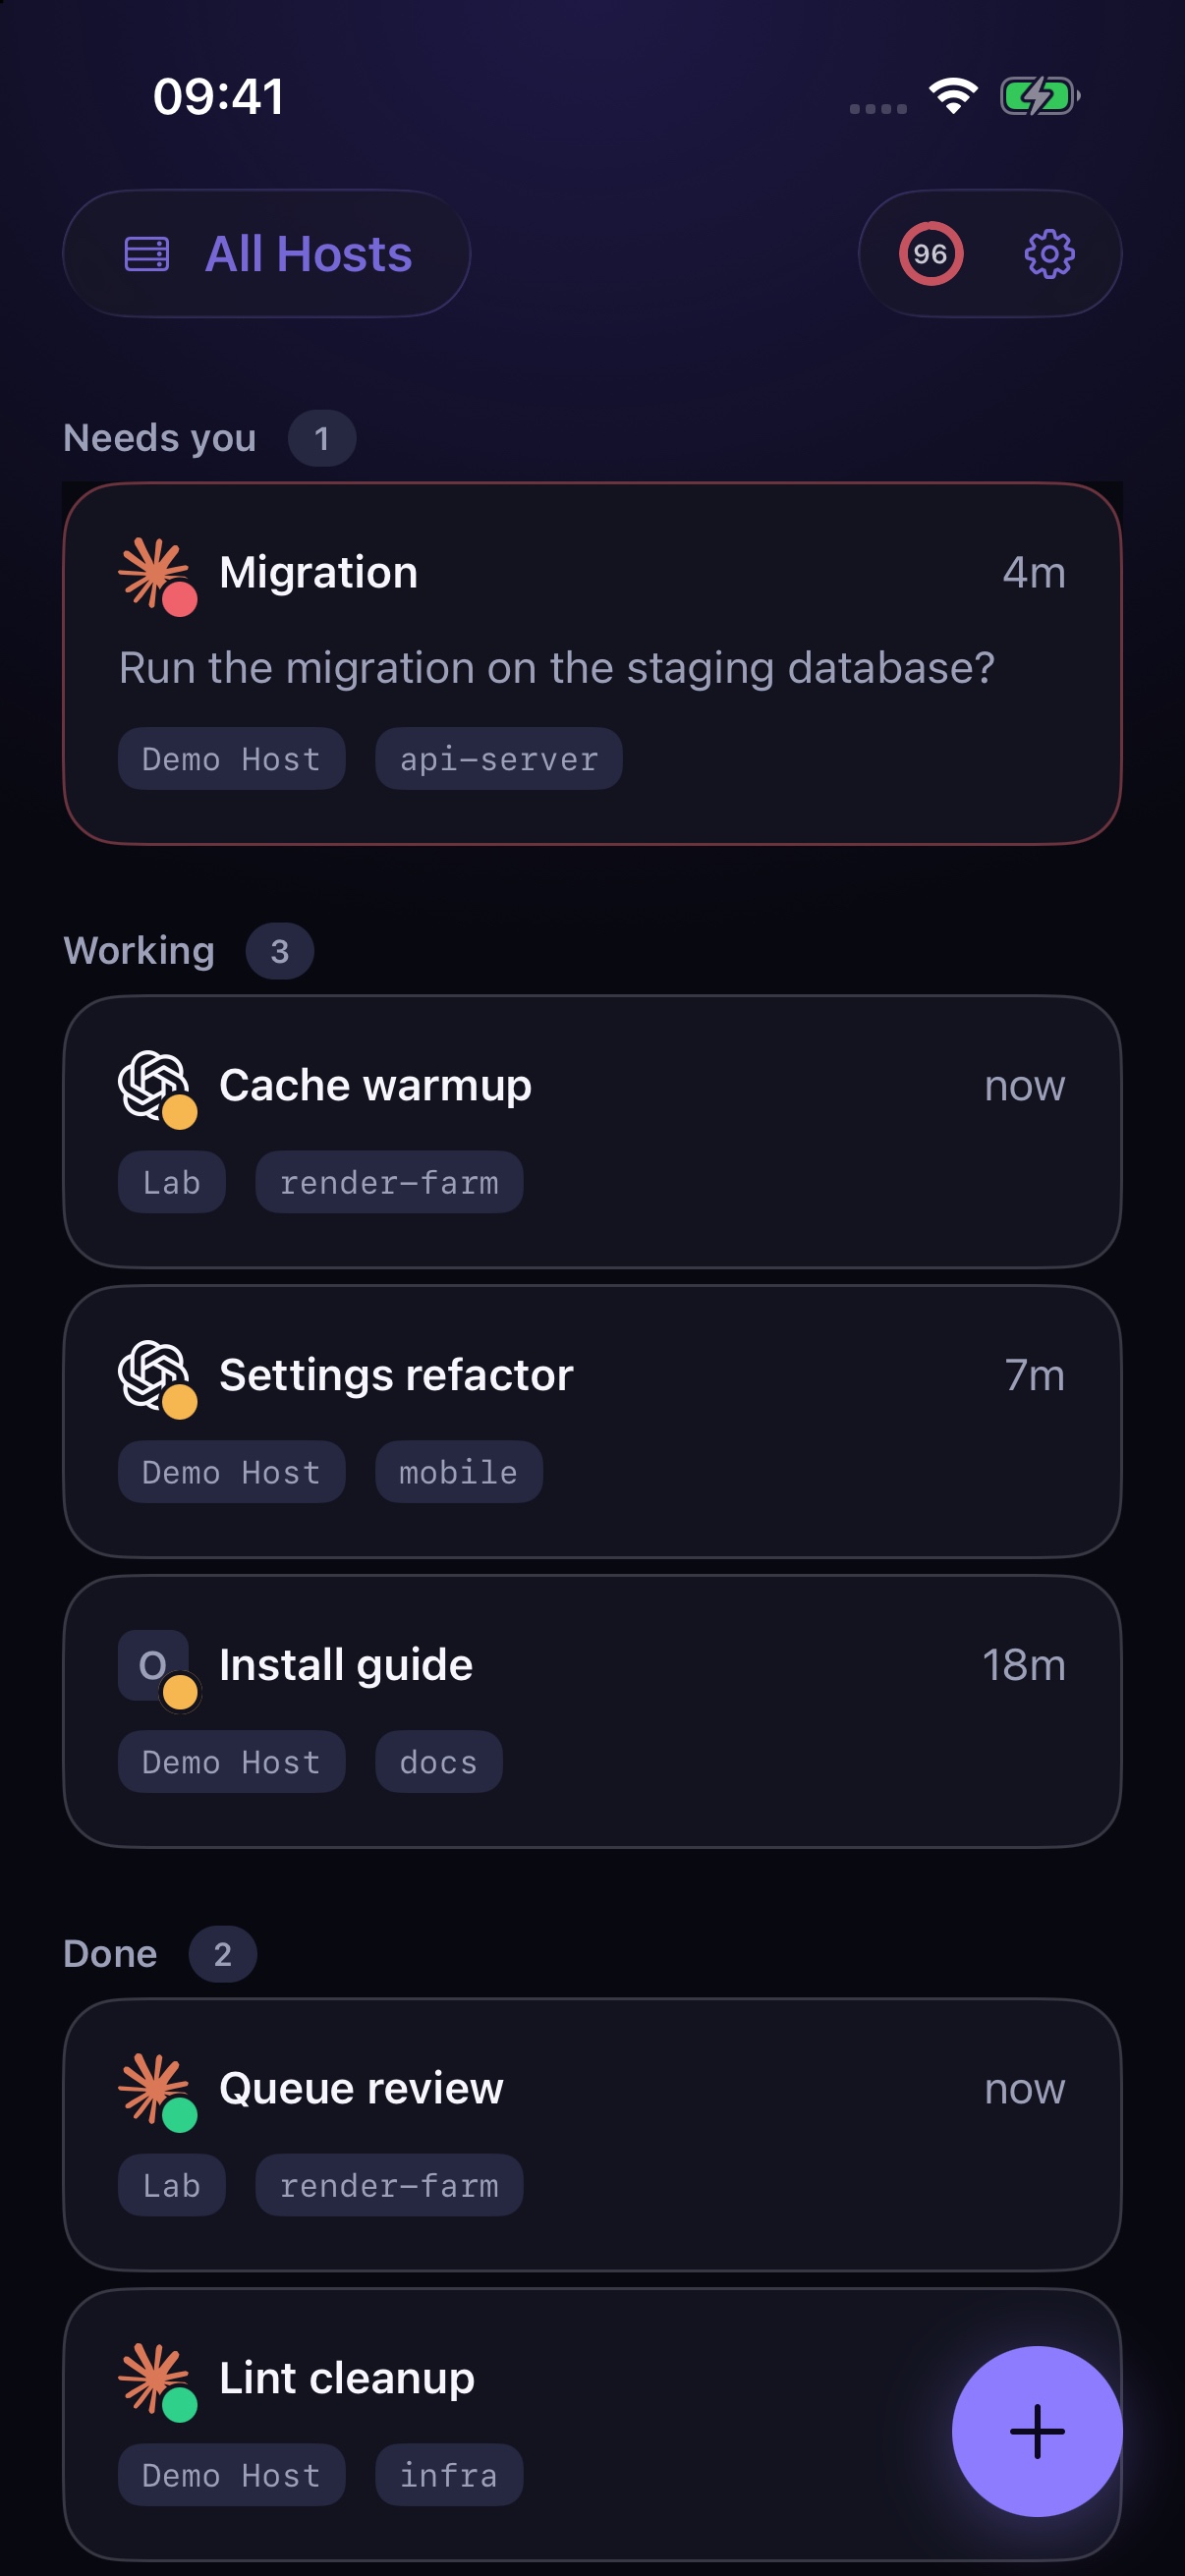 09:41
All Hosts
96
Needs you 1
Migration 4m
Run the migration on the staging database?
Demo Host api-server
Working 3
Cache warmup now
Lab render-farm
Settings refactor 7m
Demo Host mobile
O Install guide 18m
Demo Host docs
Done 2
Queue review now
Lab render-farm
Lint cleanup
Demo Host infra